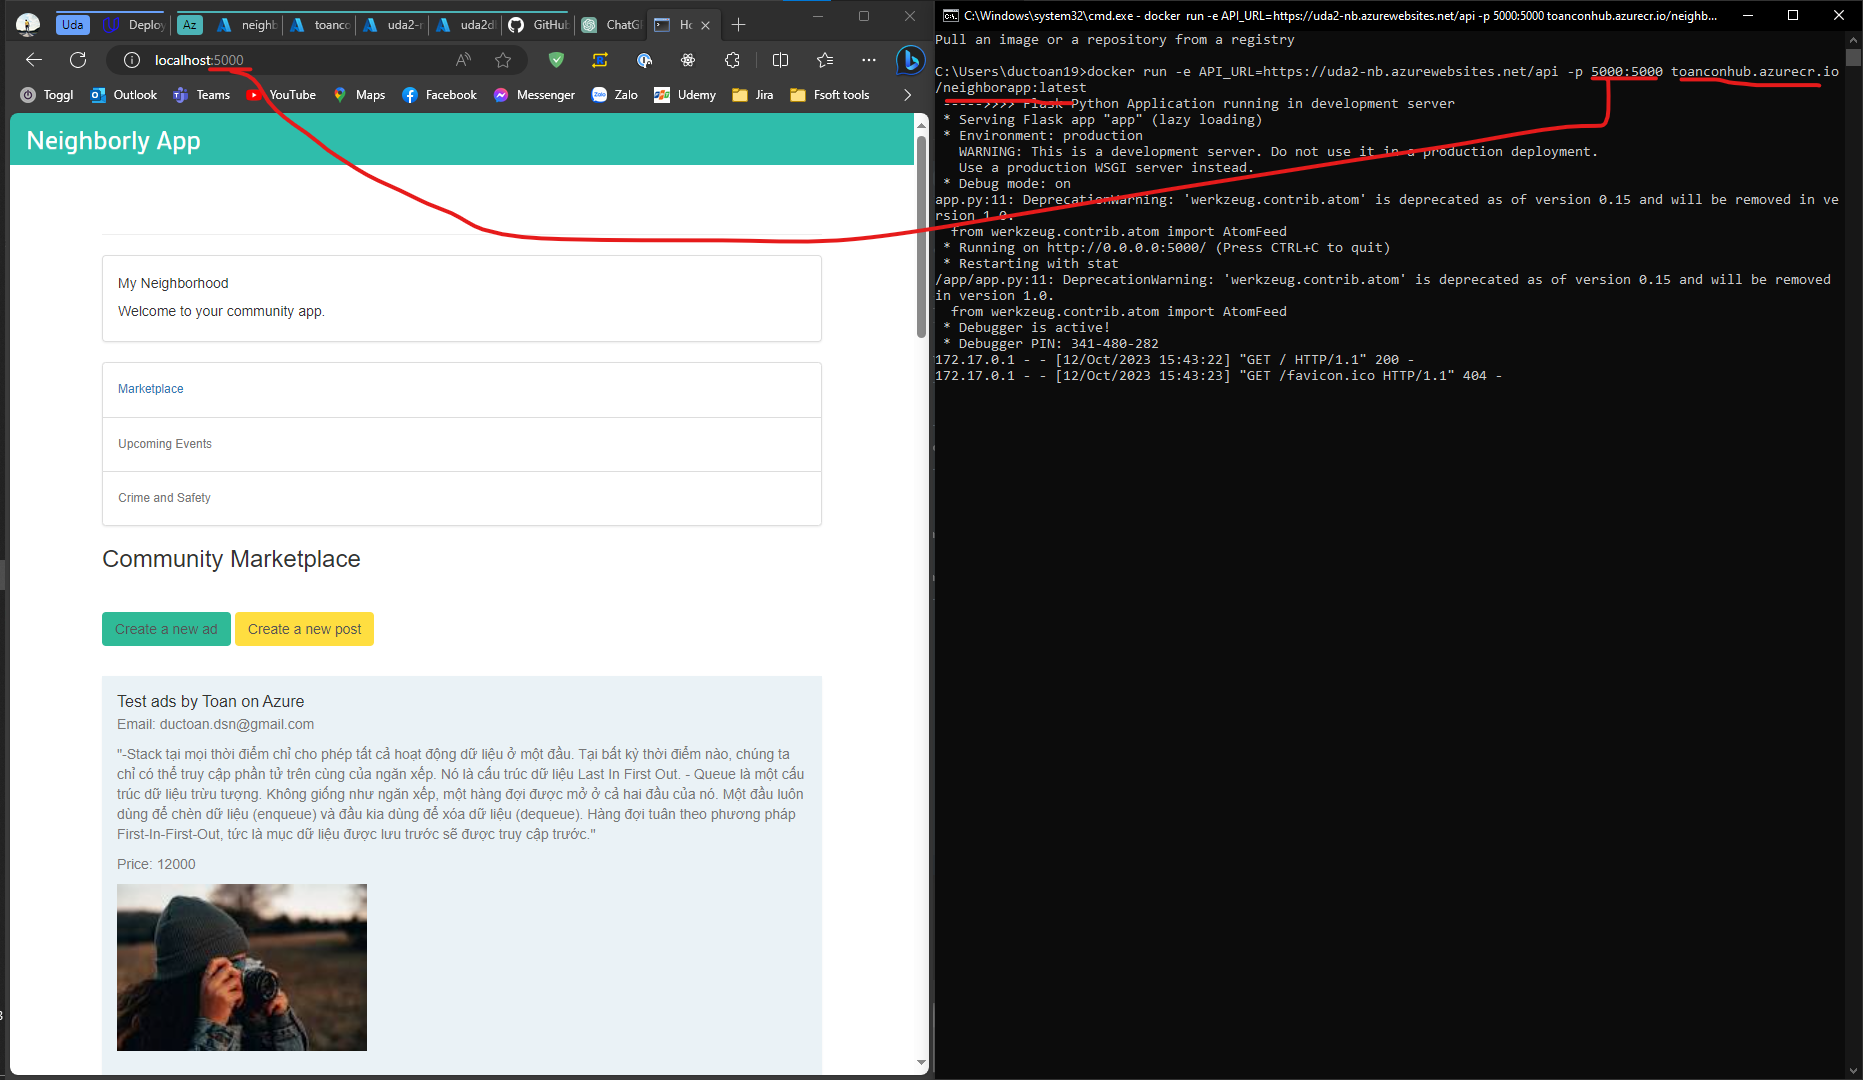 Uda
Deploy
Az
neighb
toanco
uda2-r
uda2d
GitHub
ChatG
Ho
localhost:5000
Toggl
Outlook
Teams
YouTube
Maps
Facebook
Messenger
Zalo
Udemy
Jira
Fsoft tools
Neighborly App
My Neighborhood
Welcome to your community app.
Marketplace
Upcoming Events
Crime and Safety
Community Marketplace
Create a new ad
Create a new post
Test ads by Toan on Azure
Email: ductoan.dsn@gmail.com
"-Stack tại mọi thời điểm chỉ cho phép tất cả hoạt động dữ liệu ở một đầu. Tại bất kỳ thời điểm nào, chúng ta
chỉ có thể truy cập phần tử trên cùng của ngăn xếp. Nó là cấu trúc dữ liệu Last In First Out. - Queue là một cấu
trúc dữ liệu trừu tượng. Không giống như ngăn xếp, một hàng đợi được mở ở cả hai đầu của nó. Một đầu luôn
dùng để chèn dữ liệu (enqueue) và đầu kia dùng để xóa dữ liệu (dequeue). Hàng đợi tuân theo phương pháp
First-In-First-Out, tức là mục dữ liệu được lưu trước sẽ được truy cập trước."
Price: 12000
C:\Windows\system32\cmd.exe - docker run -e API_URL=https://uda2-nb.azurewebsites.net/api -p 5000:5000 toanconhub.azurecr.io/neighb...
Pull an image or a repository from a registry
C:\Users\ductoan19>docker run -e API_URL=https://uda2-nb.azurewebsites.net/api -p 5000:5000 toanconhub.azurecr.io
/neighborapp:latest
----->>>> Flask Python Application running in development server
* Serving Flask app "app" (lazy loading)
* Environment: production
WARNING: This is a development server. Do not use it in a production deployment.
Use a production WSGI server instead.
* Debug mode: on
app.py:11: DeprecationWarning: 'werkzeug.contrib.atom' is deprecated as of version 0.15 and will be removed in ve
rsion 1.0.
from werkzeug.contrib.atom import AtomFeed
* Running on http://0.0.0.0:5000/ (Press CTRL+C to quit)
* Restarting with stat
/app/app.py:11: DeprecationWarning: 'werkzeug.contrib.atom' is deprecated as of version 0.15 and will be removed
in version 1.0.
from werkzeug.contrib.atom import AtomFeed
* Debugger is active!
* Debugger PIN: 341-480-282
172.17.0.1 - - [12/Oct/2023 15:43:22] "GET / HTTP/1.1" 200 -
172.17.0.1 - - [12/Oct/2023 15:43:23] "GET /favicon.ico HTTP/1.1" 404 -